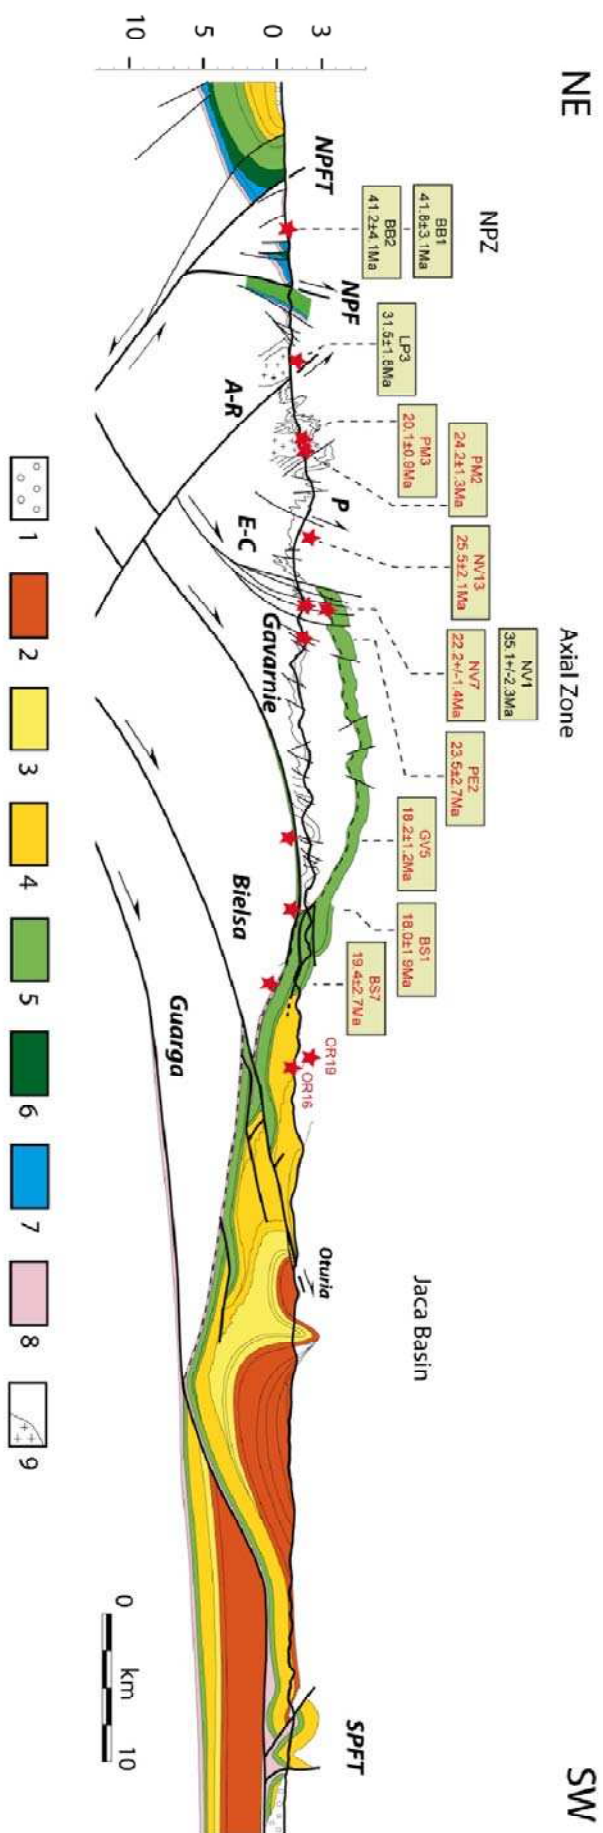 NE
SW
NPZ
Axial Zone
Jaca Basin
BB1
41.8±3.1Ma
BB2
41.2±4.1Ma
LP3
31.5±1.8Ma
PM2
24.2±1.3Ma
PM3
20.1±0.9Ma
NV13
25.5±2.1Ma
NV1
35.1+/-2.3Ma
NV7
22.2+/-1.4Ma
PE2
23.5±2.7Ma
GV5
18.2±1.2Ma
BS1
18.0±1.9Ma
BS7
19.4±2.7Ma
3
0
5
10
NPFT
NPF
A-R
P
E-C
Gavarnie
Bielsa
Guarga
CR19
OR16
Oturia
SPFT
1
2
3
4
5
6
7
8
9
0 km 10